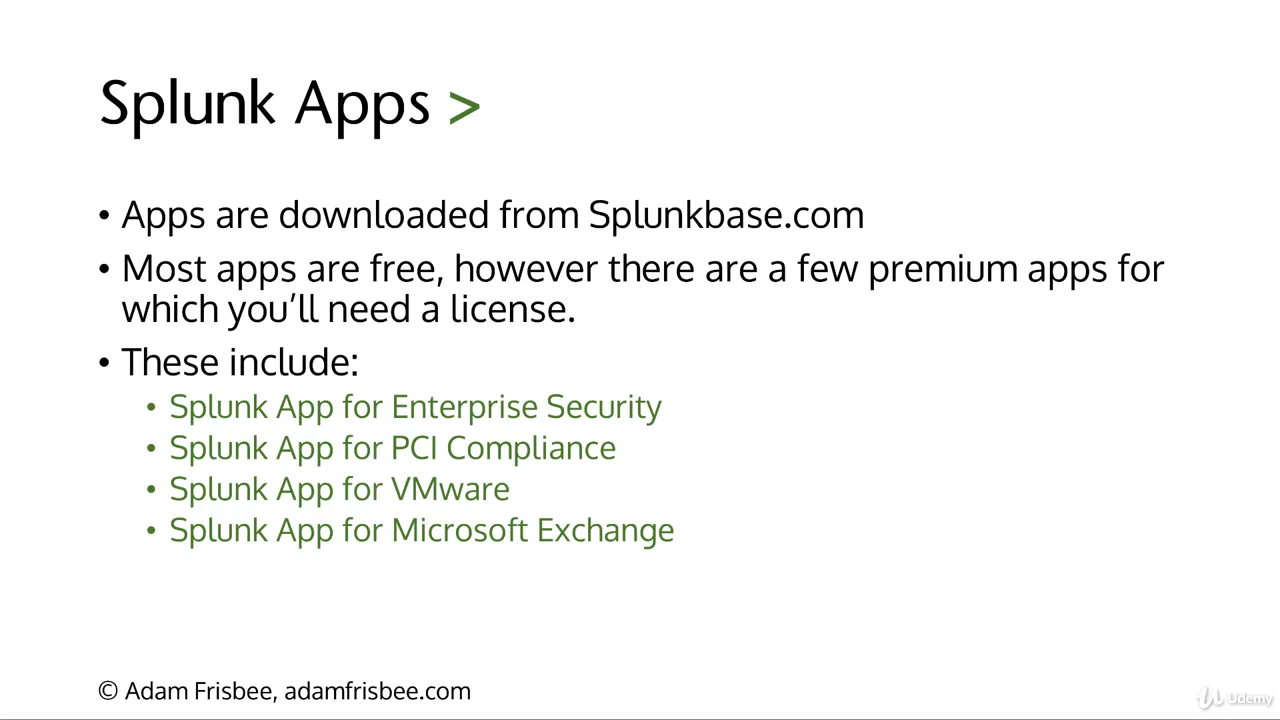 Splunk Apps >
• Apps are downloaded from Splunkbase.com
• Most apps are free, however there are a few premium apps for
which you’ll need a license.
• These include:
• Splunk App for Enterprise Security
• Splunk App for PCI Compliance
• Splunk App for VMware
• Splunk App for Microsoft Exchange
© Adam Frisbee, adamfrisbee.com
Udemy